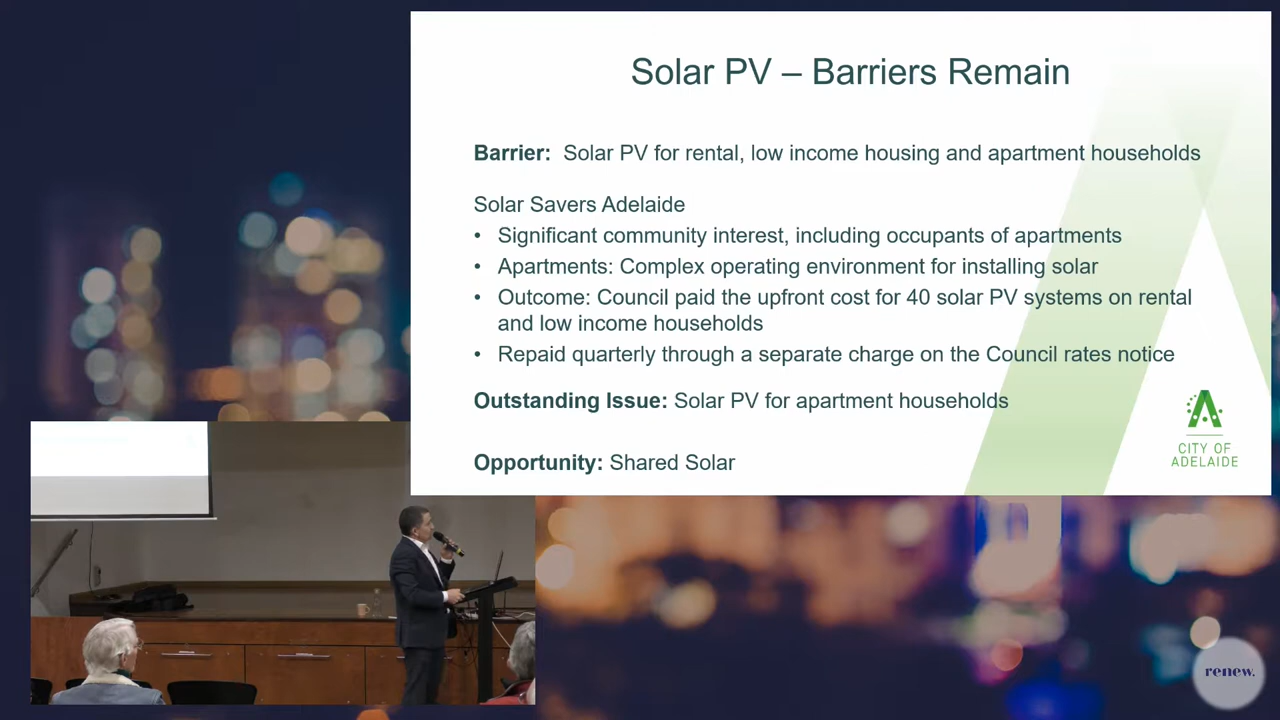 Solar PV – Barriers Remain
Barrier: Solar PV for rental, low income housing and apartment households
Solar Savers Adelaide
• Significant community interest, including occupants of apartments
• Apartments: Complex operating environment for installing solar
• Outcome: Council paid the upfront cost for 40 solar PV systems on rental
and low income households
• Repaid quarterly through a separate charge on the Council rates notice
Outstanding Issue: Solar PV for apartment households
Opportunity: Shared Solar
CITY OF
ADELAIDE
renew.